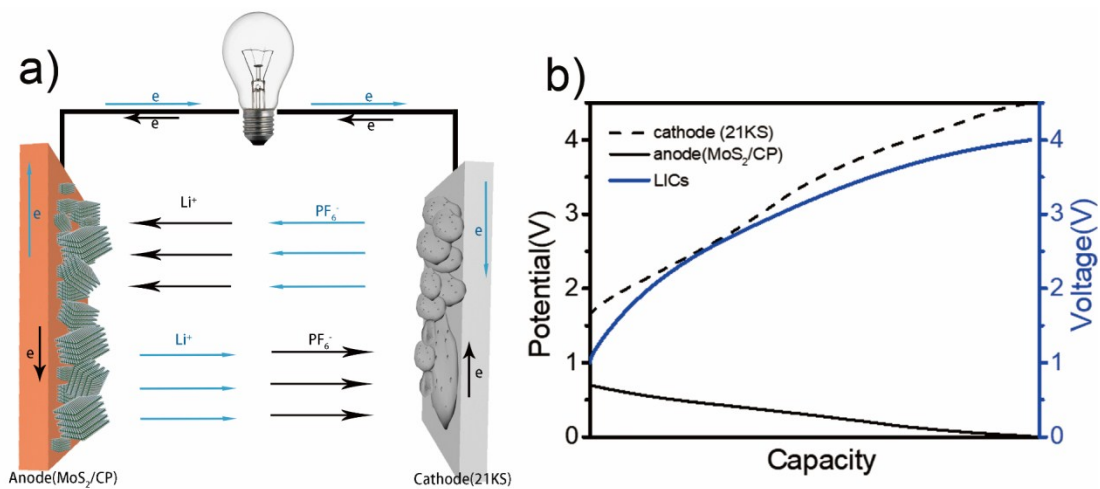 a)
e
e
e
e
e
Li⁺
PF₆⁻
e
Li⁺
PF₆⁻
e
e
Anode(MoS₂/CP)
Cathode(21KS)
b)
cathode (21KS)
anode(MoS₂/CP)
LICs
Potential(V)
4
3
2
1
0
Voltage(V)
4
3
2
1
0
Capacity